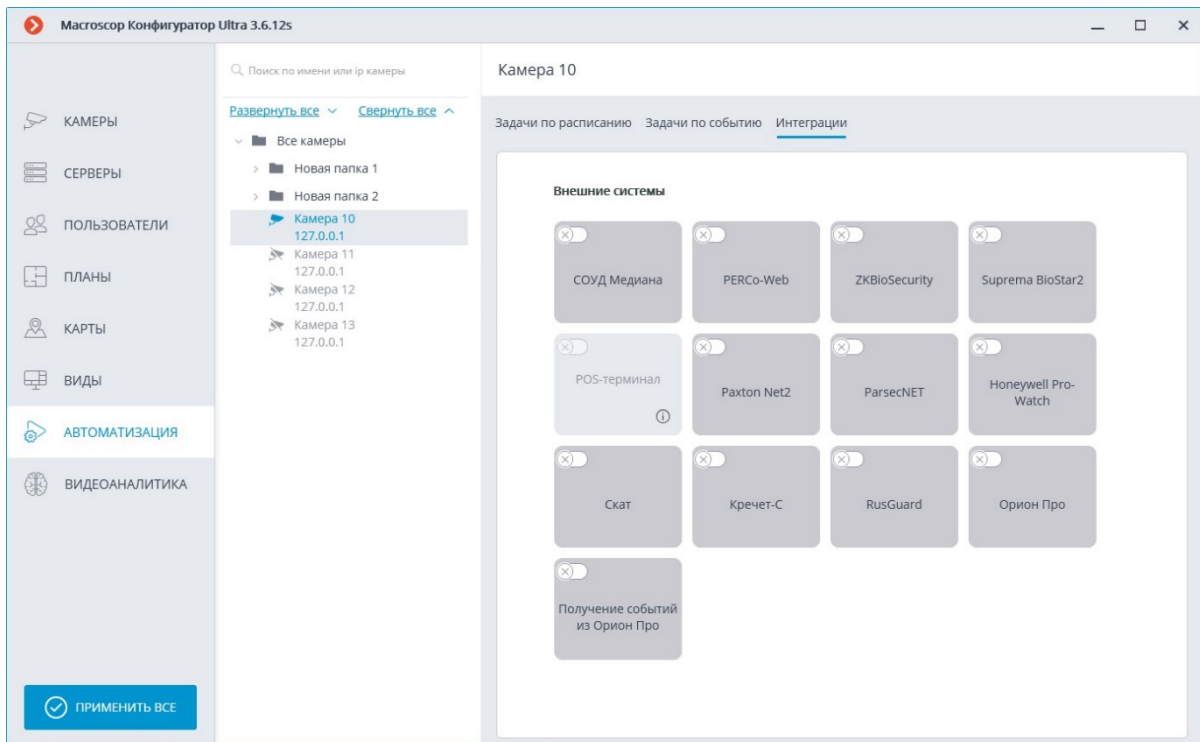 Macroscop Конфигуратор Ultra 3.6.12s
КАМЕРЫ
СЕРВЕРЫ
ПОЛЬЗОВАТЕЛИ
ПЛАНЫ
КАРТЫ
ВИДЫ
АВТОМАТИЗАЦИЯ
ВИДЕОАНАЛИТИКА
ПРИМЕНИТЬ ВСЕ
Поиск по имени или ip камеры
Развернуть все Свернуть все
Все камеры
Новая папка 1
Новая папка 2
Камера 10
127.0.0.1
Камера 11
127.0.0.1
Камера 12
127.0.0.1
Камера 13
127.0.0.1
Камера 10
Задачи по расписанию Задачи по событию Интеграции
Внешние системы
СОУД Медиана
PERCo-Web
ZKBioSecurity
Suprema BioStar2
POS-терминал
Paxton Net2
ParsecNET
Honeywell Pro-
Watch
Скат
Кречет-С
RusGuard
Орион Про
Получение событий
из Орион Про